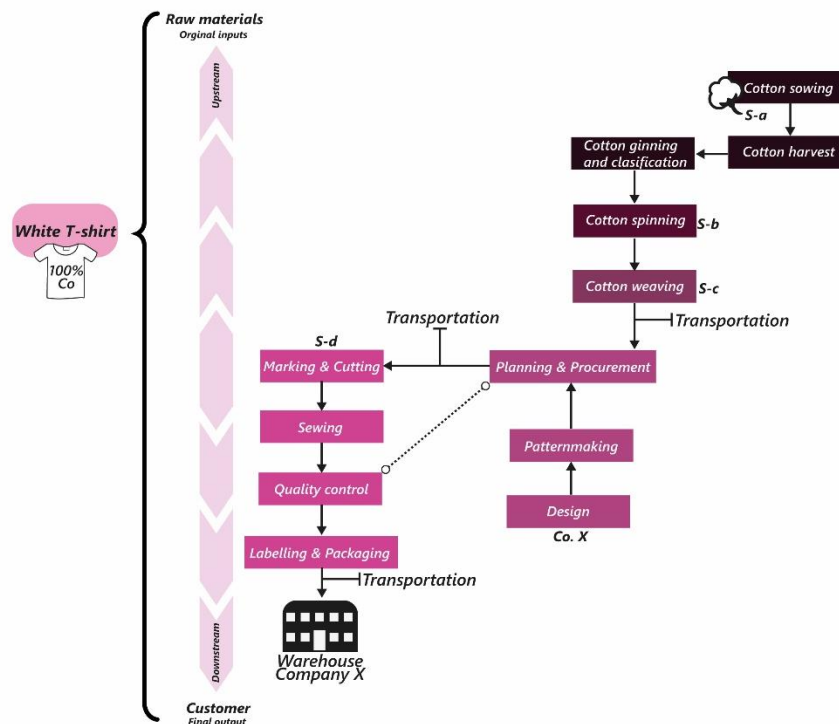 Raw materials
Orginal inputs
Upstream
White T-shirt
100%
Co
Cotton sowing
S-a
Cotton harvest
Cotton ginning
and clasification
Cotton spinning
S-b
Cotton weaving
S-c
Transportation
Transportation
S-d
Marking & Cutting
Planning & Procurement
Sewing
Patternmaking
Quality control
Design
Co. X
Labelling & Packaging
Transportation
Warehouse
Company X
Downstream
Customer
Final output